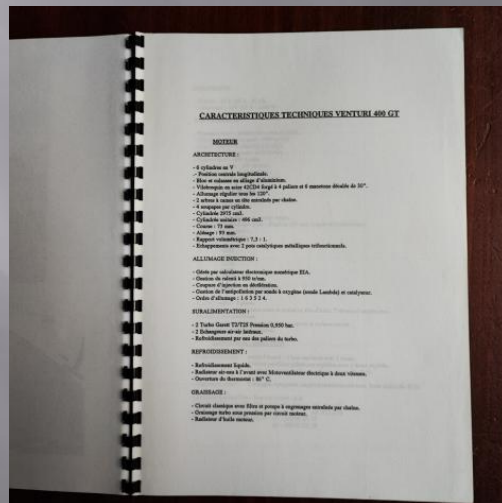 CARACTERISTIQUES TECHNIQUES VENTURI 400 GT
MOTEUR
ARCHITECTURE :
- 6 cylindres en V
- Position centrale longitudinale.
- Bloc et culasses en alliage d'aluminium.
- Vilebrequin en acier 42CD4 forgé à 4 paliers et 6 manetons décalés de 30°.
- Allumage régulier tous les 120°.
- 2 arbres à cames en tête entraînés par chaîne.
- 4 soupapes par cylindre.
- Cylindrée 2975 cm3.
- Cylindrée unitaire : 496 cm3.
- Course : 73 mm.
- Alésage : 93 mm.
- Rapport volumétrique : 7,3 : 1.
- Echappements avec 2 pots catalytiques métalliques trifonctionnels.
ALLUMAGE INJECTION :
- Gérés par calculateur électronique numérique EIA.
- Gestion de ralenti à 950 tr/mn.
- Coupure d'injection en décélération.
- Gestion de l'antipollution par sonde à oxygène (sonde Lambda) et catalyseur.
- Ordre d'allumage : 1 6 3 5 2 4.
SURALIMENTATION :
- 2 Turbo Garett T2/T25 Pression 0,950 bar.
- 2 Echangeurs air-air latéraux.
- Refroidissement par eau des paliers du turbo.
REFROIDISSEMENT :
- Refroidissement liquide.
- Radiateur air-eau à l'avant avec Motoventilateur électrique à deux vitesses.
- Ouverture du thermostat : 86° C.
GRAISSAGE :
- Circuit classique avec filtre et pompe à engrenages entraînés par chaîne.
- Graissage turbo sous pression par circuit moteur.
- Radiateur d'huile moteur.